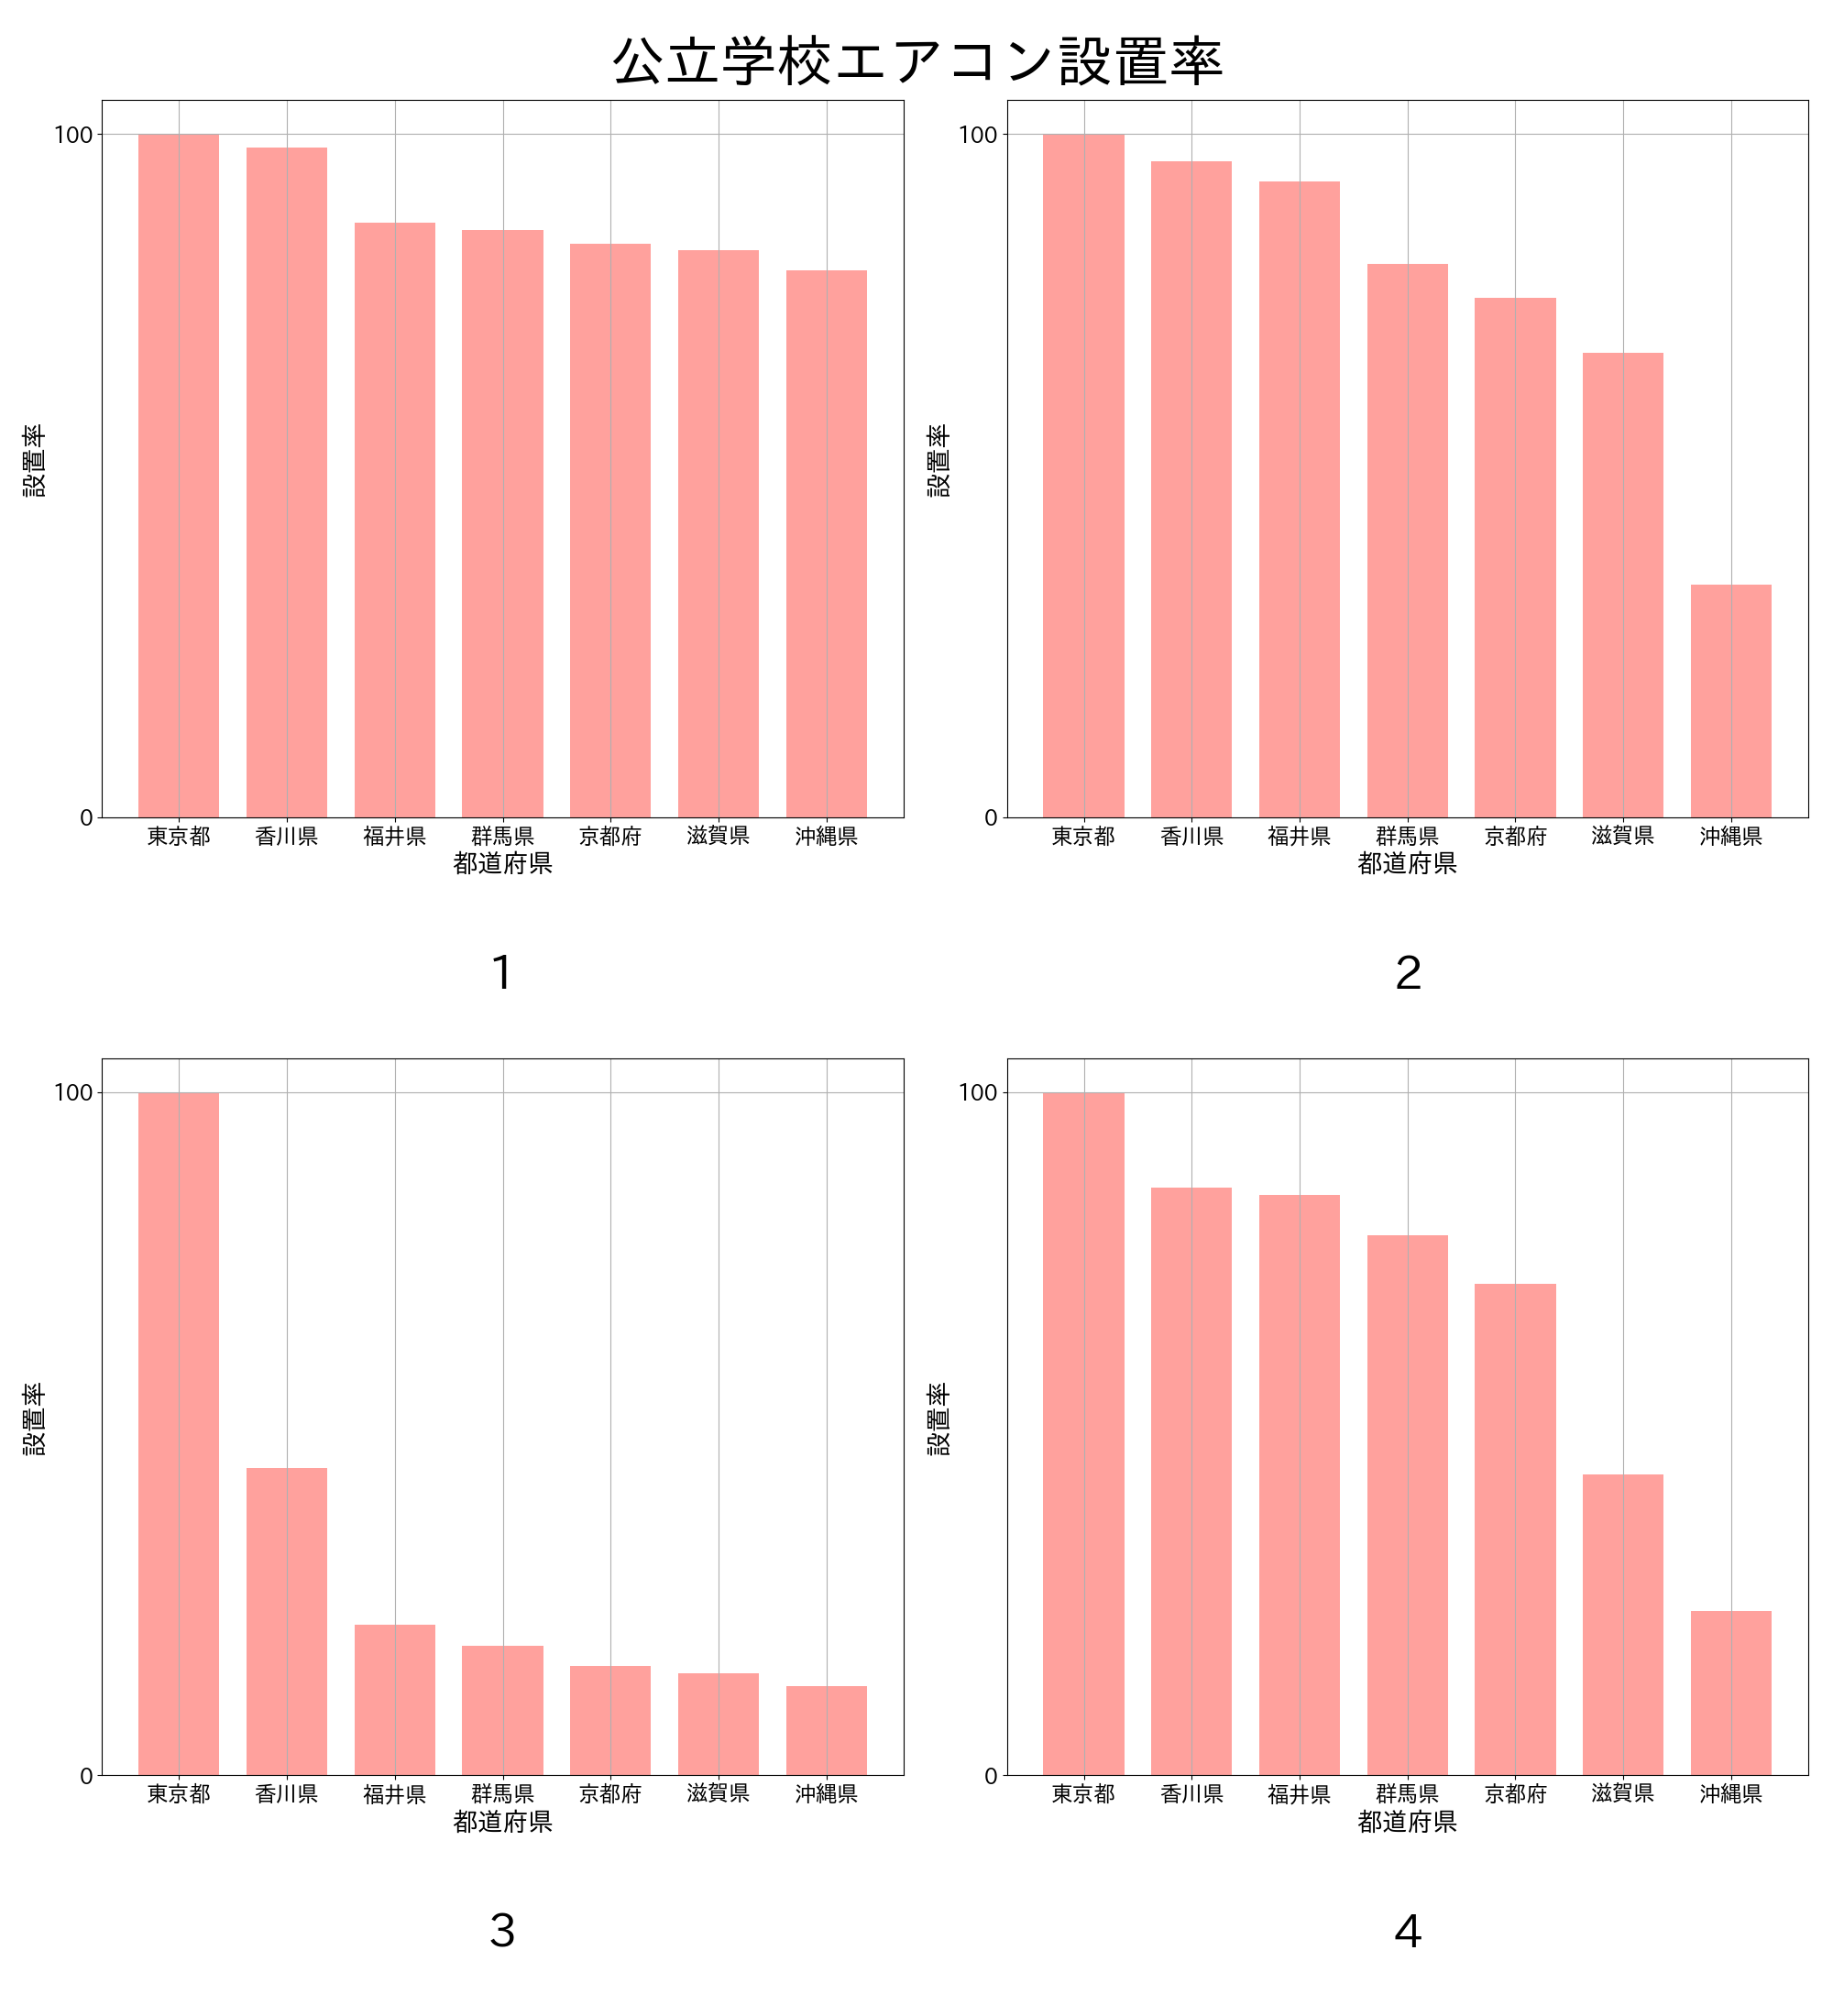 公立学校エアコン設置率
100
0
設置率
東京都 香川県 福井県 群馬県 京都府 滋賀県 沖縄県
都道府県
1
100
0
設置率
東京都 香川県 福井県 群馬県 京都府 滋賀県 沖縄県
都道府県
2
100
0
設置率
東京都 香川県 福井県 群馬県 京都府 滋賀県 沖縄県
都道府県
3
100
0
設置率
東京都 香川県 福井県 群馬県 京都府 滋賀県 沖縄県
都道府県
4